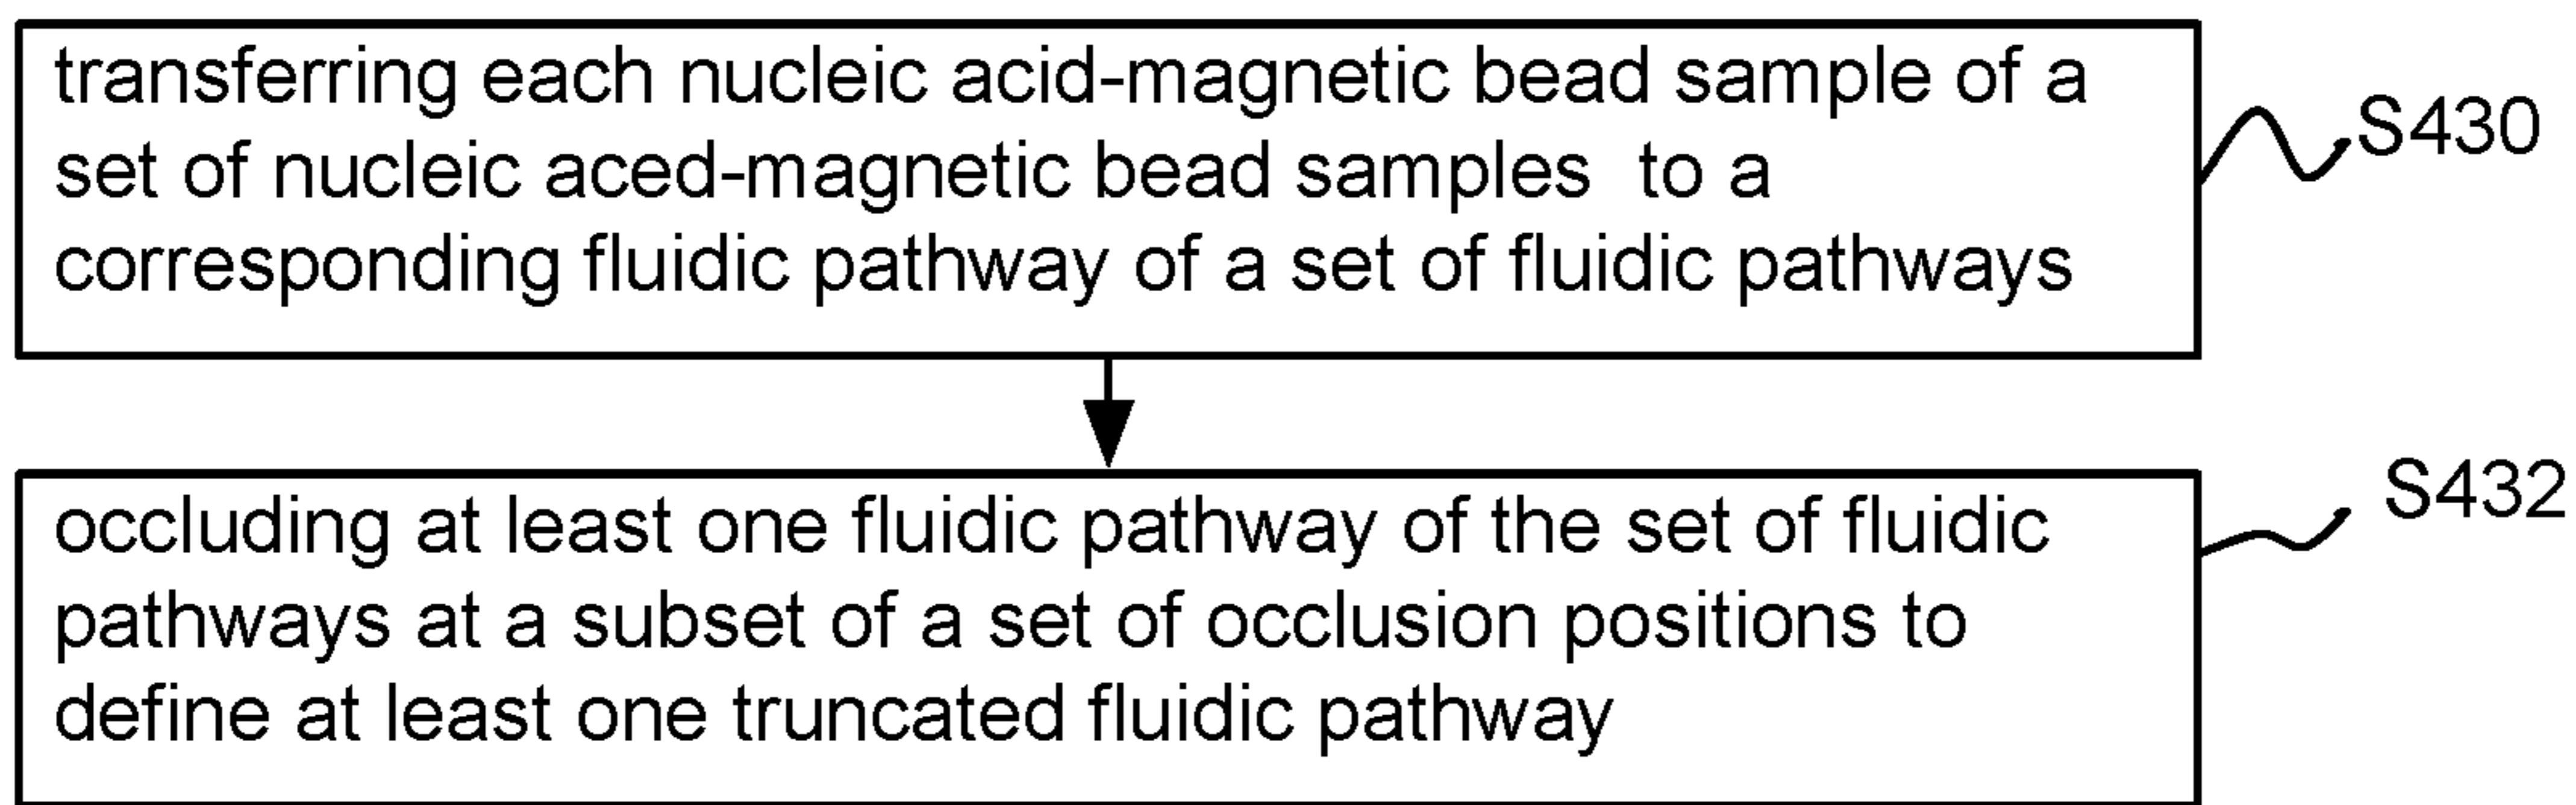 transferring each nucleic acid-magnetic bead sample of a
set of nucleic aced-magnetic bead samples  to a
corresponding fluidic pathway of a set of fluidic pathways
S430
occluding at least one fluidic pathway of the set of fluidic
pathways at a subset of a set of occlusion positions to
define at least one truncated fluidic pathway
S432